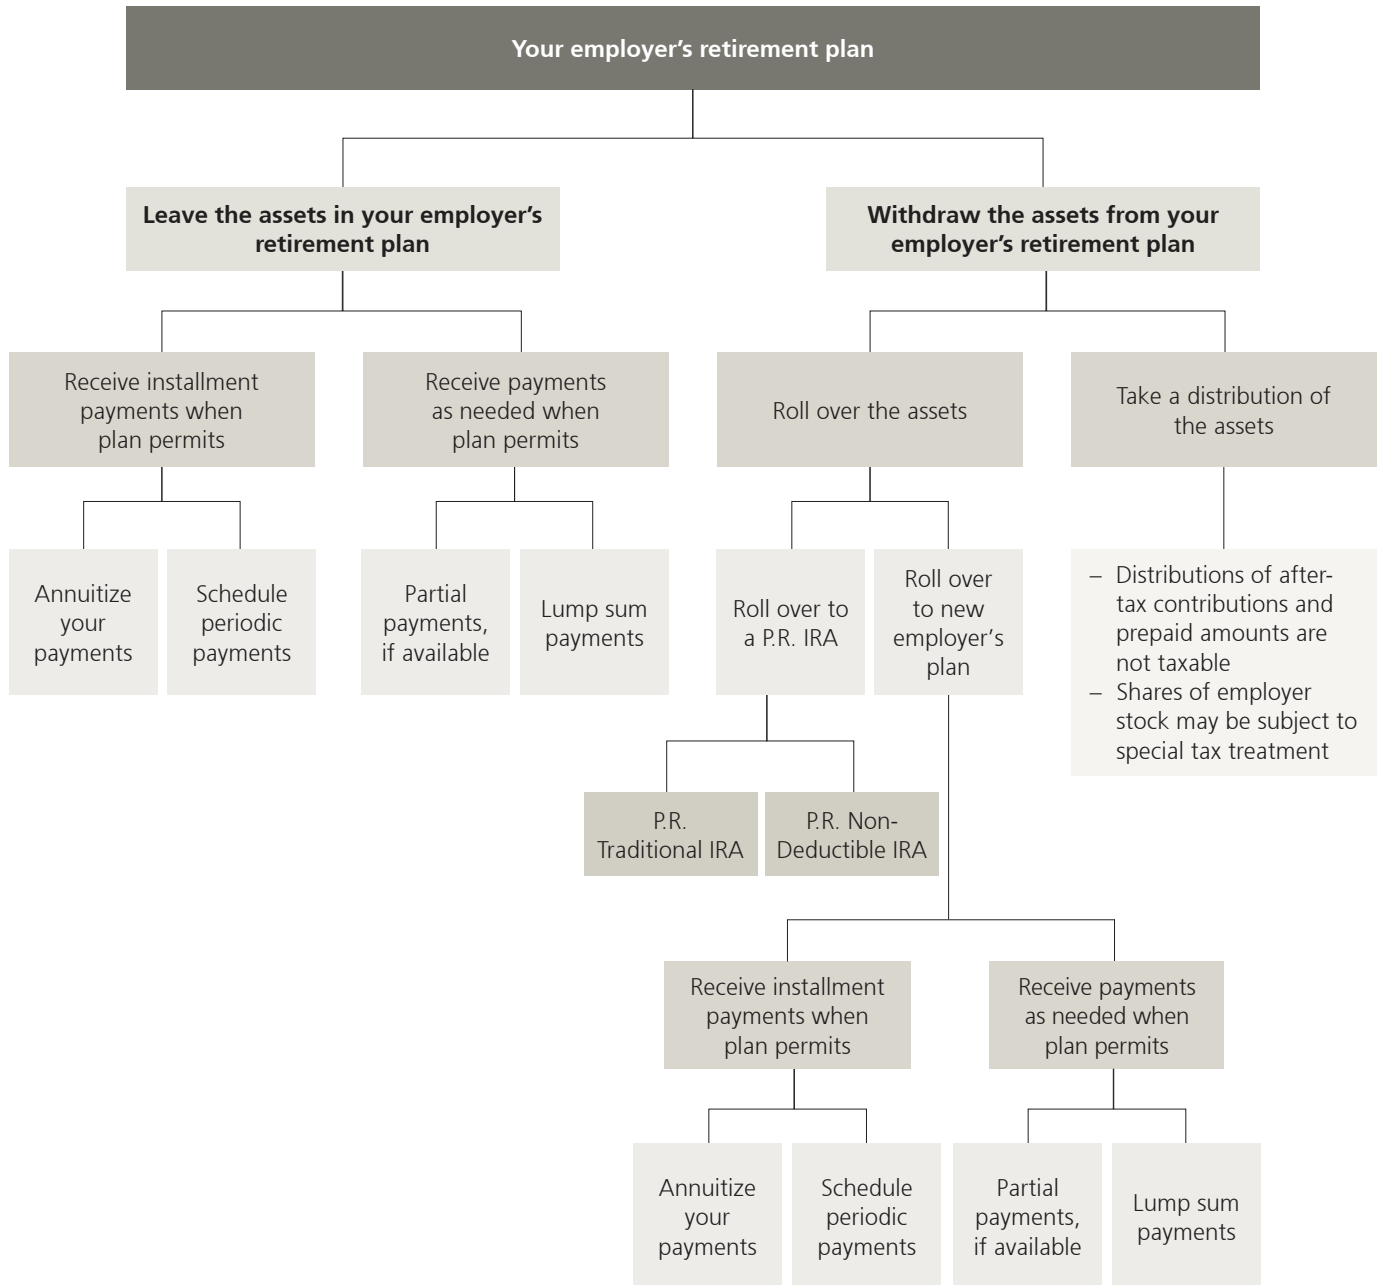 Your employer’s retirement plan
Leave the assets in your employer’s
retirement plan
Withdraw the assets from your
employer’s retirement plan
Receive installment
payments when
plan permits
Receive payments
as needed when
plan permits
Roll over the assets
Take a distribution of
the assets
Annuitize
your
payments
Schedule
periodic
payments
Partial
payments,
if available
Lump sum
payments
Roll over to
a P.R. IRA
Roll over
to new
employer’s
plan
– Distributions of after-
tax contributions and
prepaid amounts are
not taxable
– Shares of employer
stock may be subject to
special tax treatment
P.R.
Traditional IRA
P.R. Non-
Deductible IRA
Receive installment
payments when
plan permits
Receive payments
as needed when
plan permits
Annuitize
your
payments
Schedule
periodic
payments
Partial
payments,
if available
Lump sum
payments